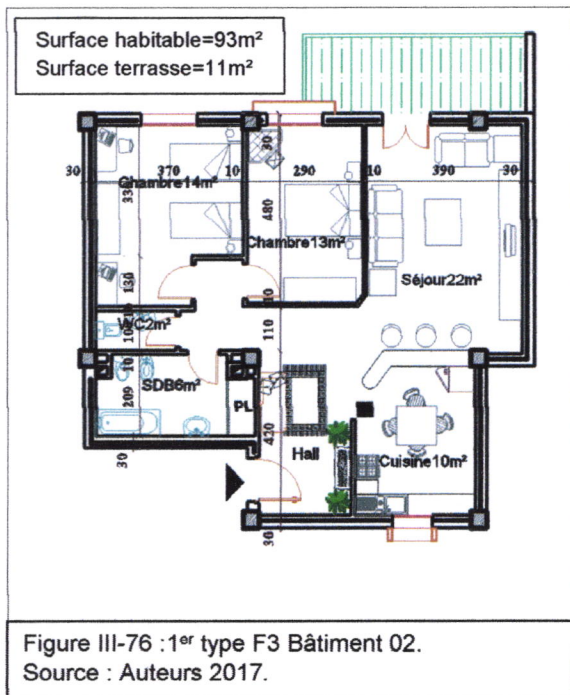 Surface habitable=93m²
Surface terrasse=11m²
30
370
10
290
10
390
30
30
Chambre14m²
330
480
Chambre13m²
Séjour22m²
130
10
110
WC2m²
10
SDB6m²
209
PL
420
Hall
Cuisine10m²
30
30
Figure III-76 :1er type F3 Bâtiment 02.
Source : Auteurs 2017.